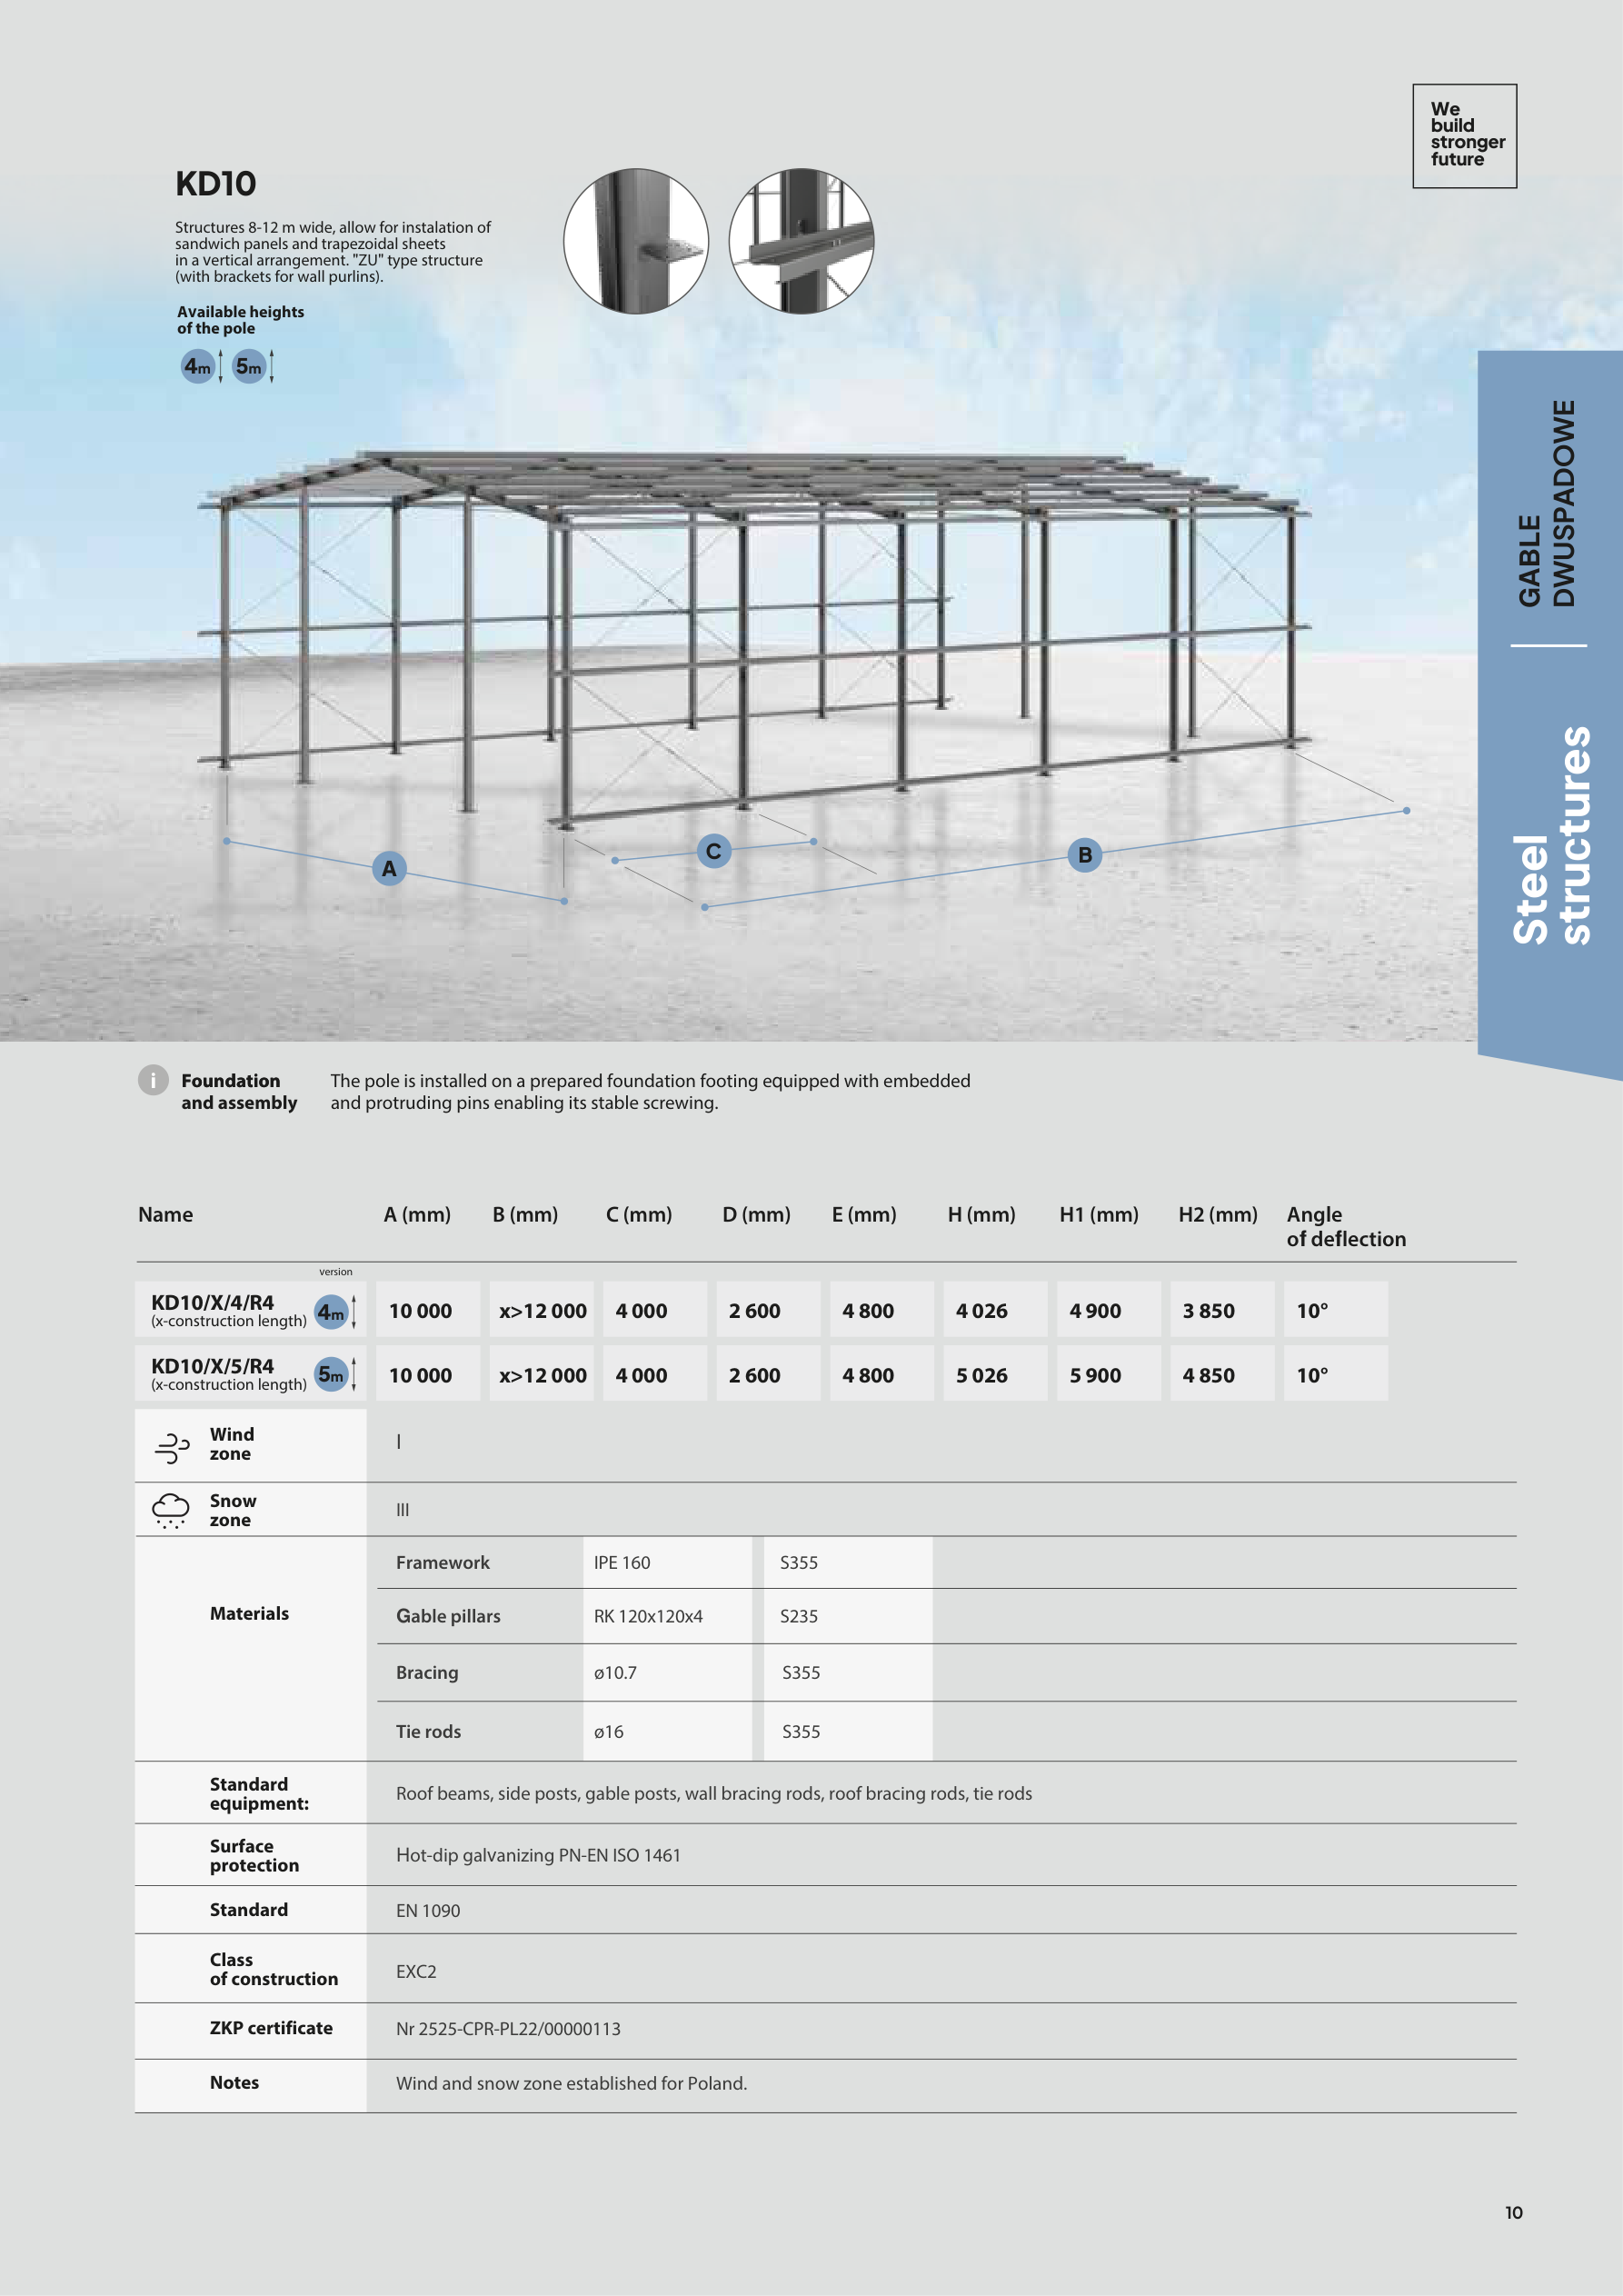 We
build
stronger
future
KD10
Structures 8-12 m wide, allow for instalation of
sandwich panels and trapezoidal sheets
in a vertical arrangement. "ZU" type structure
(with brackets for wall purlins).
Available heights
of the pole
4m 5m
GABLE
DWUSPADOWE
Steel
structures
A
C
B
i
Foundation
and assembly
The pole is installed on a prepared foundation footing equipped with embedded
and protruding pins enabling its stable screwing.
Name A (mm) B (mm) C (mm) D (mm) E (mm) H (mm) H1 (mm) H2 (mm) Angle
of deflection
version
KD10/X/4/R4 4m 10 000 x>12 000 4 000 2 600 4 800 4 026 4 900 3 850 10°
(x-construction length)
KD10/X/5/R4 5m 10 000 x>12 000 4 000 2 600 4 800 5 026 5 900 4 850 10°
(x-construction length)
Wind
zone
I
Snow
zone
III
Materials
Framework IPE 160 S355
Gable pillars RK 120x120x4 S235
Bracing ø10.7 S355
Tie rods ø16 S355
Standard
equipment:
Roof beams, side posts, gable posts, wall bracing rods, roof bracing rods, tie rods
Surface
protection
Hot-dip galvanizing PN-EN ISO 1461
Standard EN 1090
Class
of construction
EXC2
ZKP certificate Nr 2525-CPR-PL22/00000113
Notes Wind and snow zone established for Poland.
10